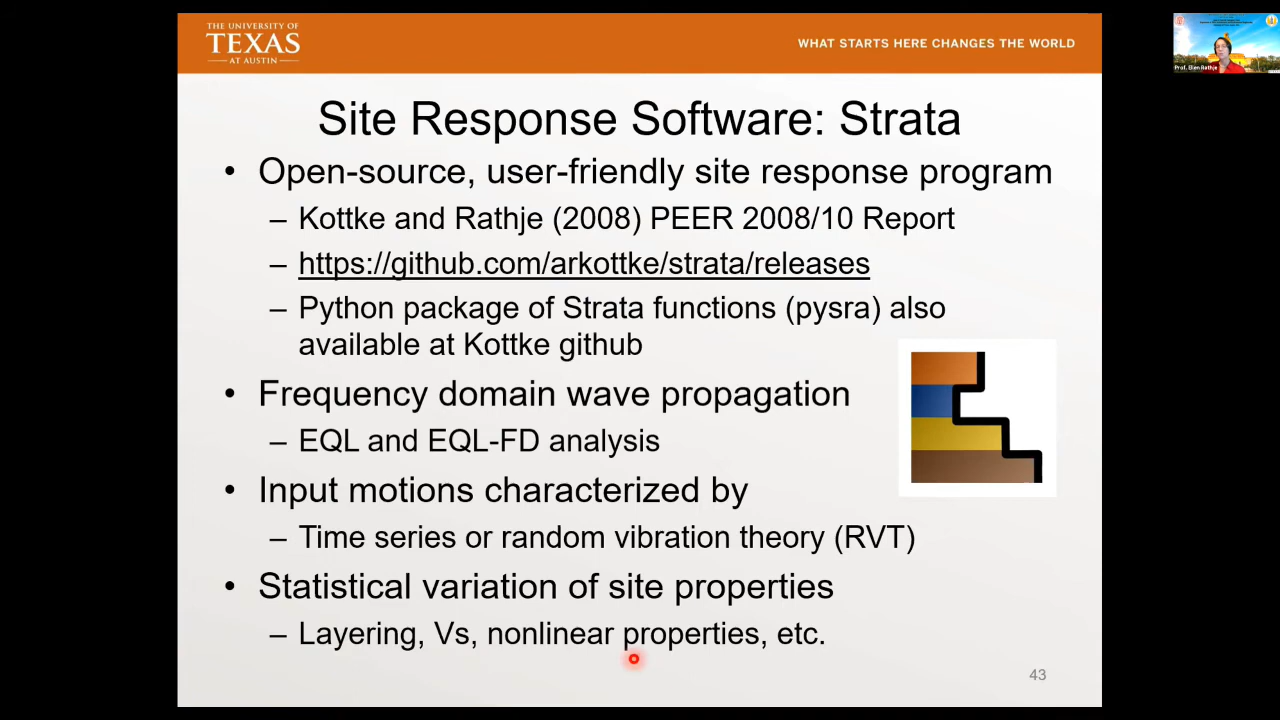 THE UNIVERSITY OF
TEXAS
AT AUSTIN
WHAT STARTS HERE CHANGES THE WORLD
Site Response Software: Strata
• Open-source, user-friendly site response program
– Kottke and Rathje (2008) PEER 2008/10 Report
– https://github.com/arkottke/strata/releases
– Python package of Strata functions (pysra) also
available at Kottke github
• Frequency domain wave propagation
– EQL and EQL-FD analysis
• Input motions characterized by
– Time series or random vibration theory (RVT)
• Statistical variation of site properties
– Layering, Vs, nonlinear properties, etc.
43
Prof. Ellen Rathje